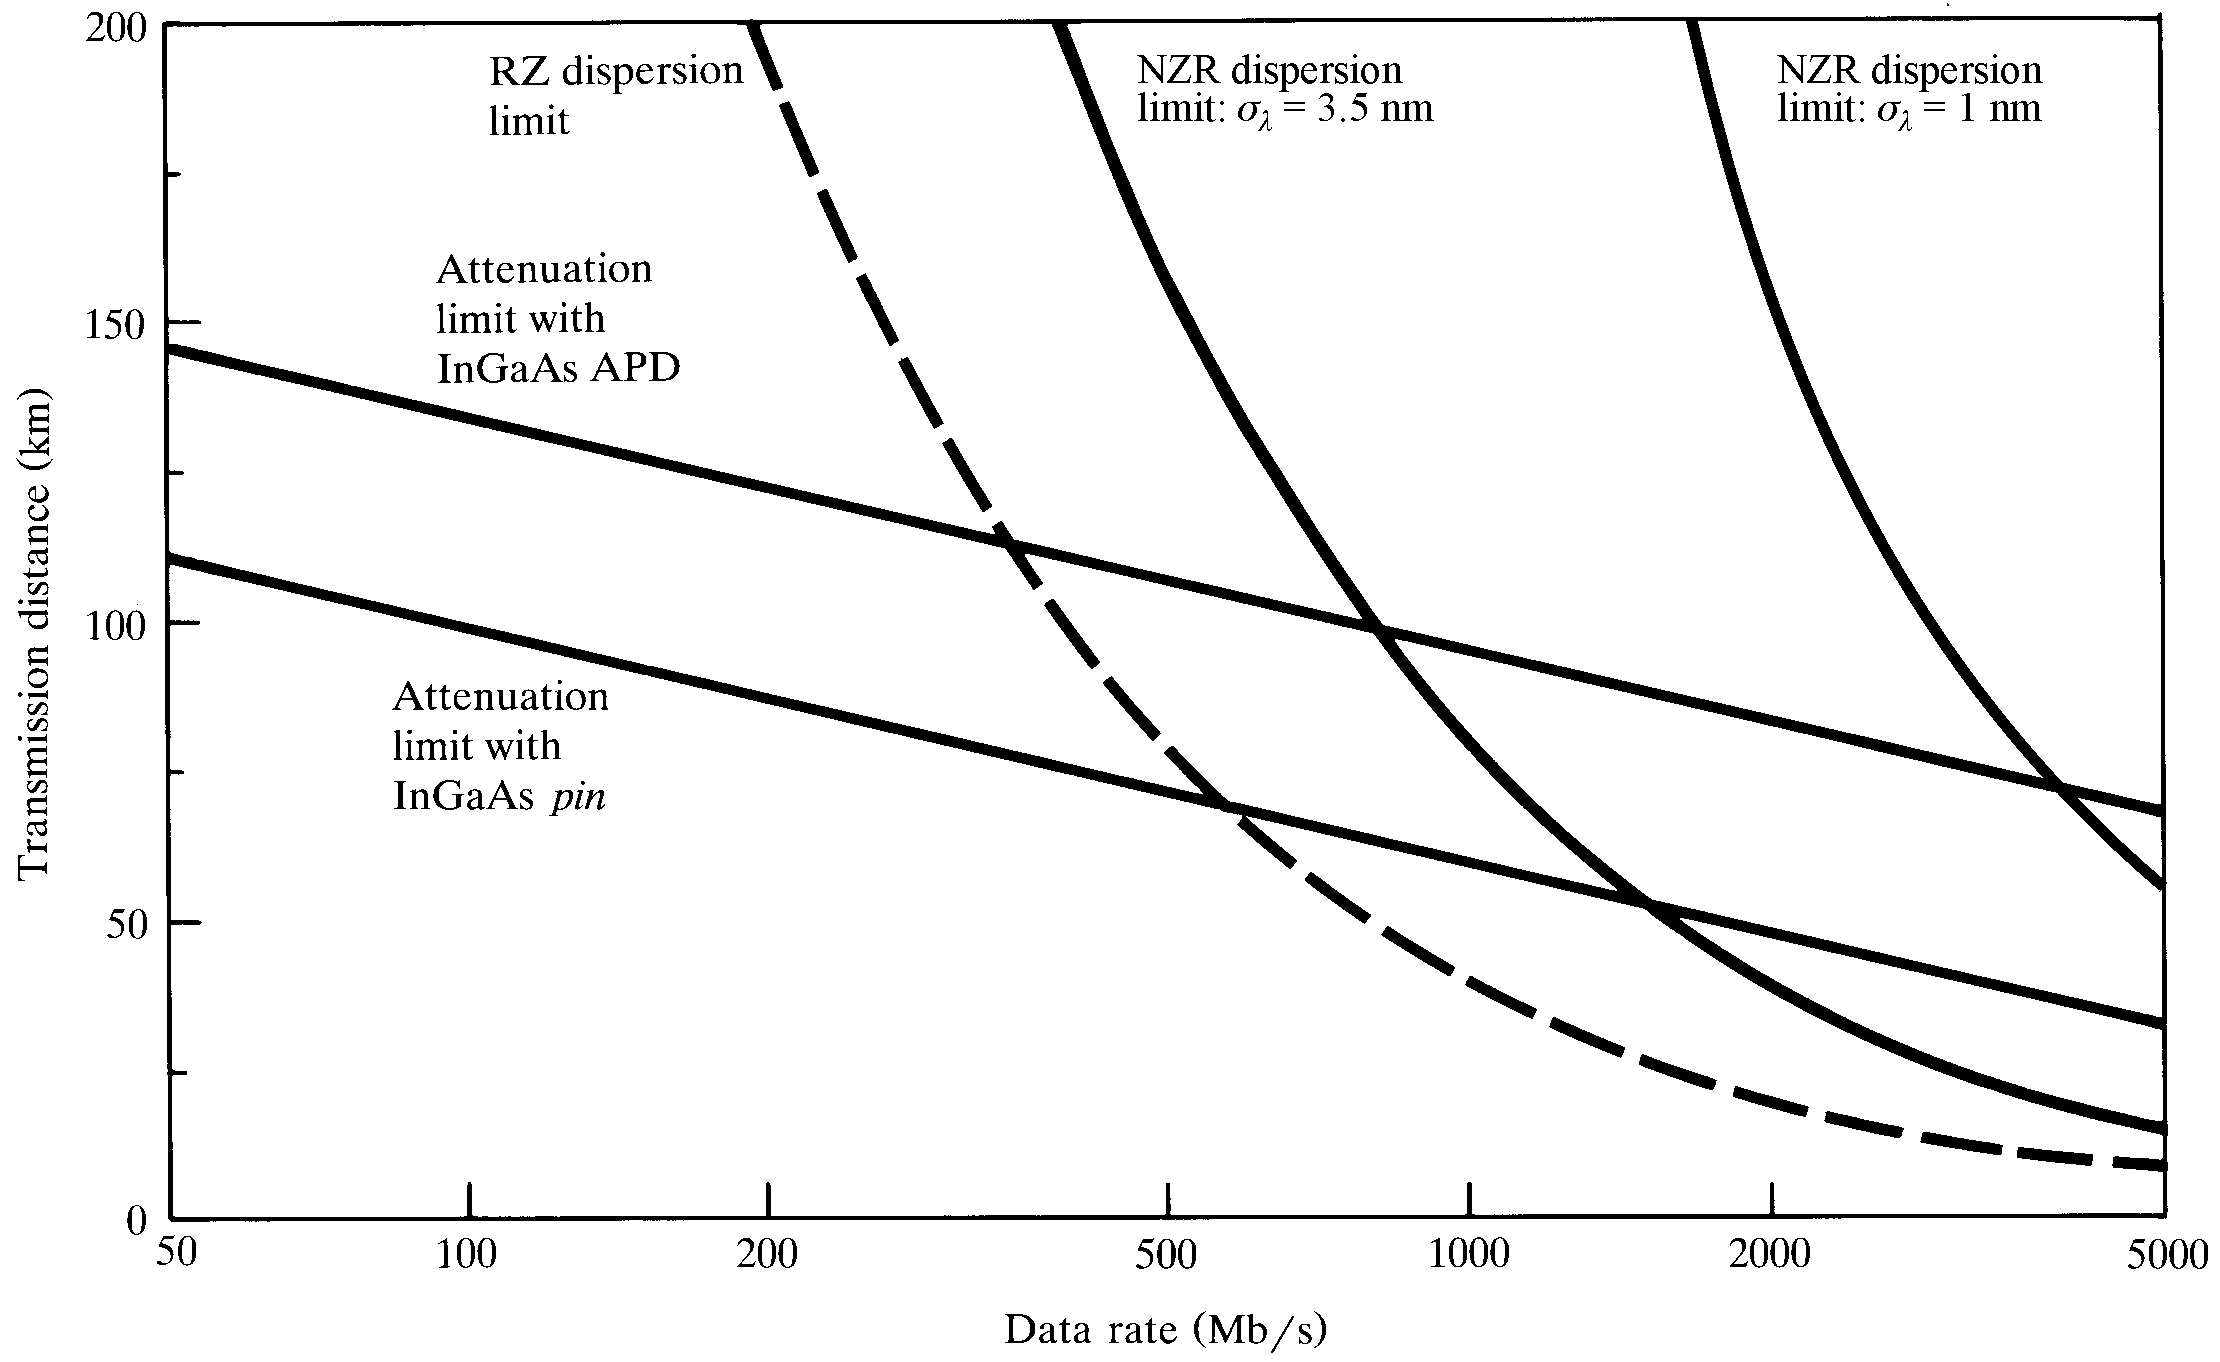 200
150
100
50
0
Transmission distance (km)
RZ dispersion
limit
NZR dispersion
limit: σλ = 3.5 nm
NZR dispersion
limit: σλ = 1 nm
Attenuation
limit with
InGaAs APD
Attenuation
limit with
InGaAs pin
50 100 200 500 1000 2000 5000
Data rate (Mb/s)